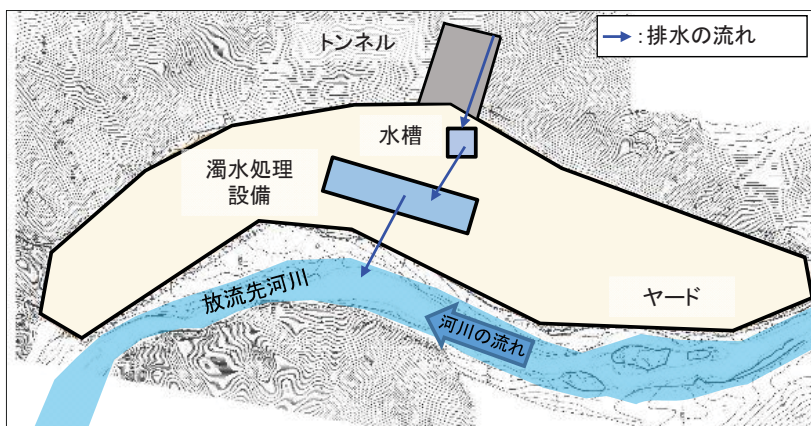 トンネル
→:排水の流れ
水槽
濁水処理
設備
放流先河川
ヤード
河川の流れ